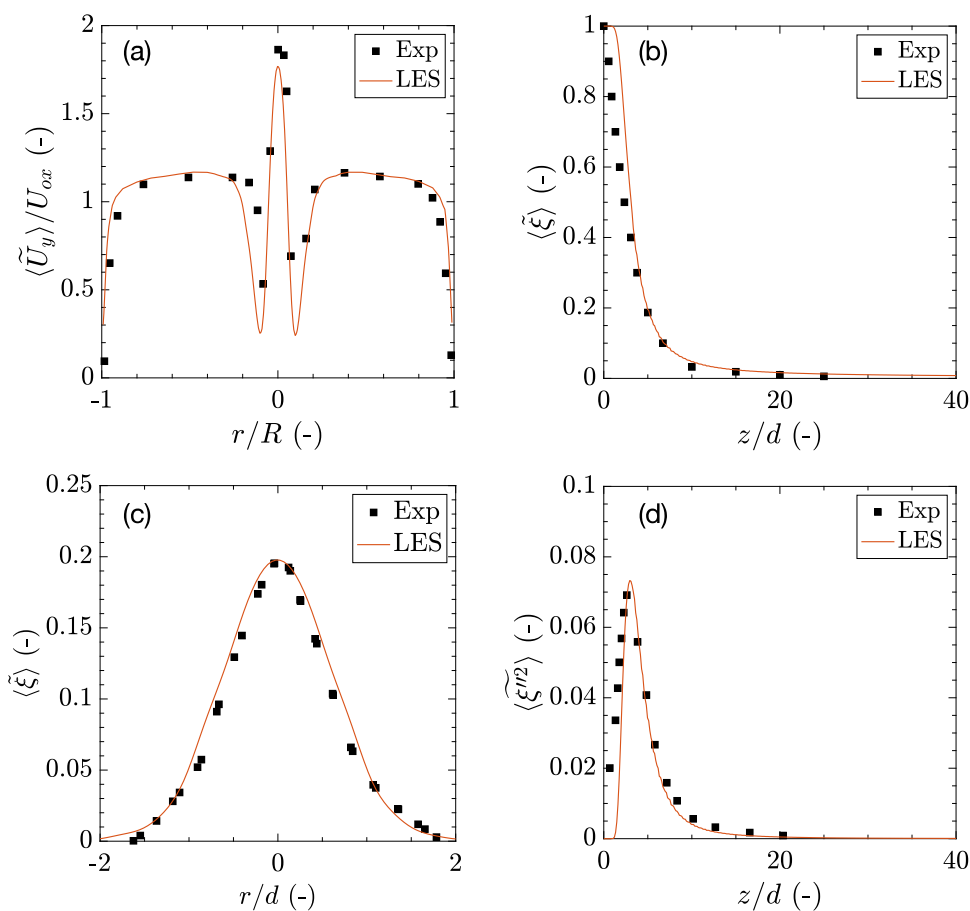 (a)
Exp
LES
2
1.5
1
0.5
0
-1
0
1
⟨Ũ_y⟩/U_ox (-)
r/R (-)
(b)
Exp
LES
1
0.8
0.6
0.4
0.2
0
0
20
40
⟨ξ̃⟩ (-)
z/d (-)
(c)
Exp
LES
0.25
0.2
0.15
0.1
0.05
0
-2
0
2
⟨ξ̃⟩ (-)
r/d (-)
(d)
Exp
LES
0.1
0.08
0.06
0.04
0.02
0
0
20
40
⟨ξ̃″²⟩ (-)
z/d (-)